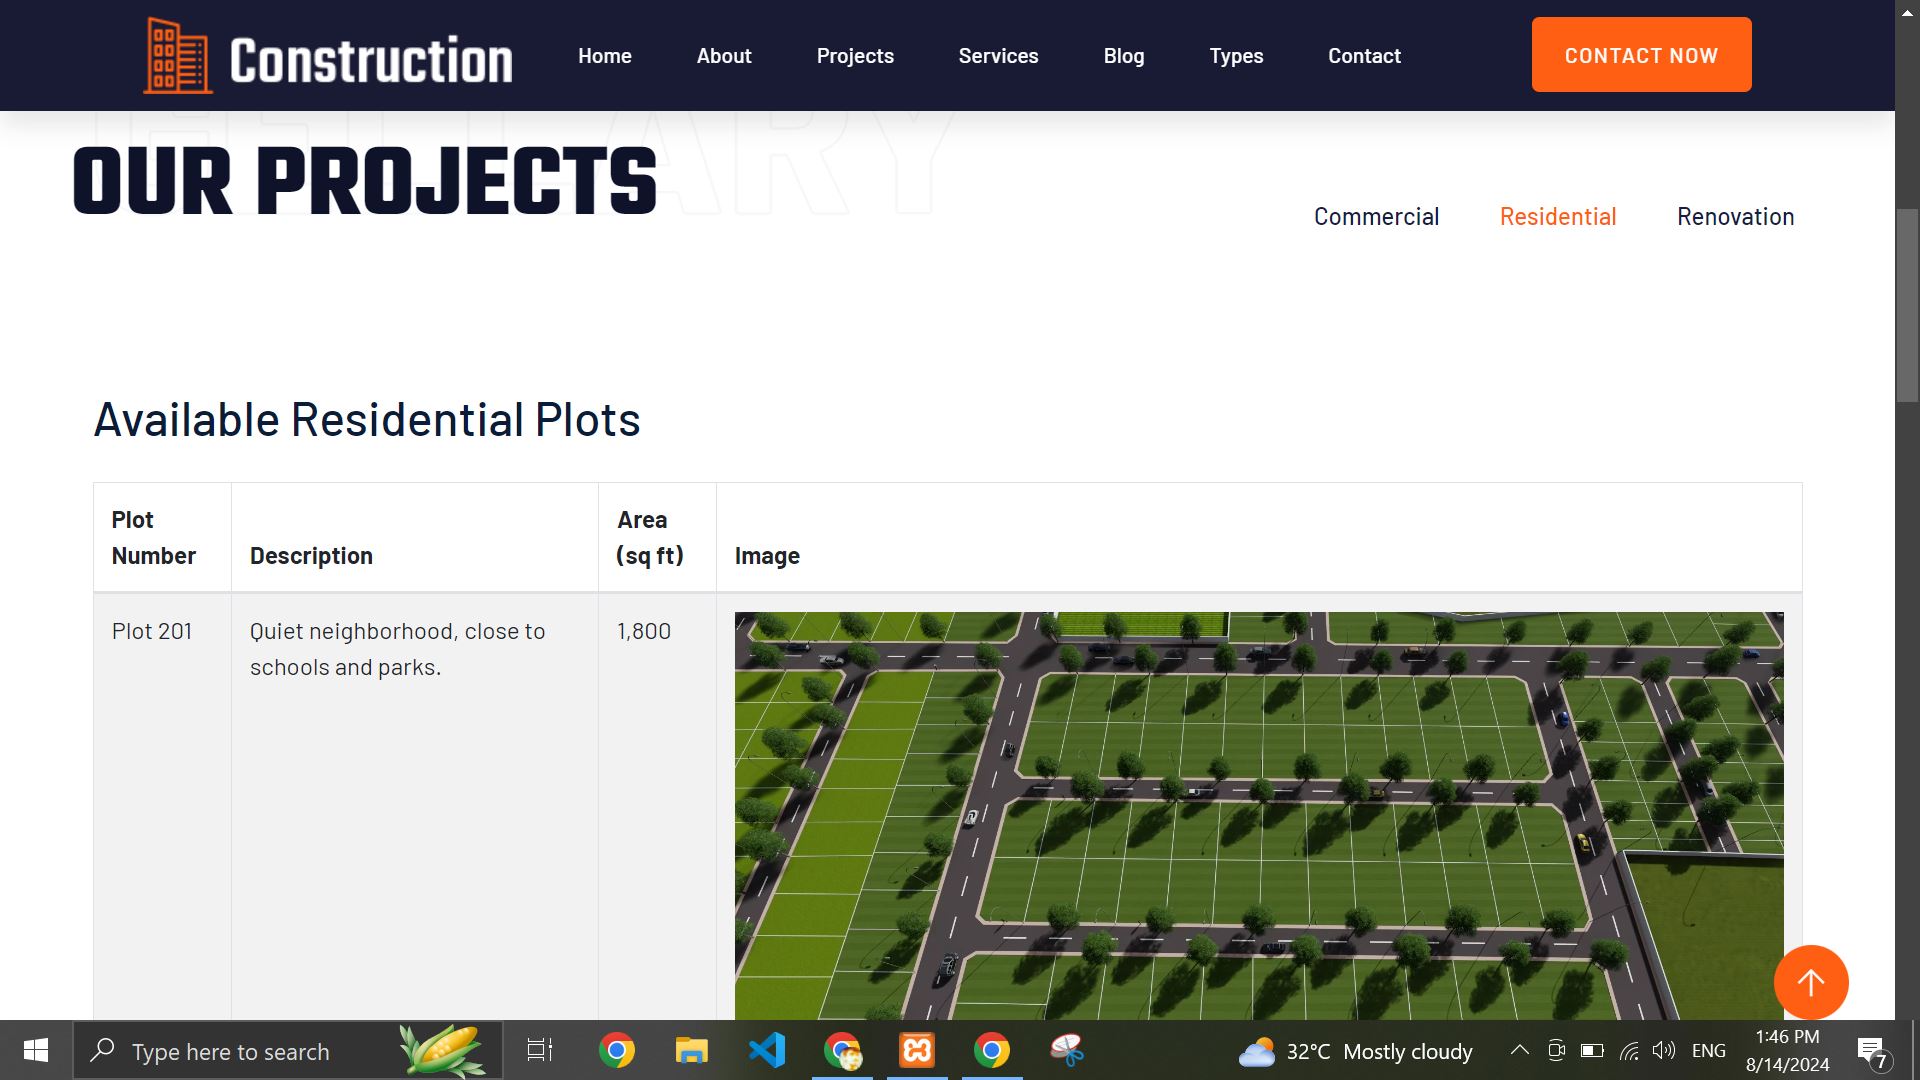 Construction
Home
About
Projects
Services
Blog
Types
Contact
CONTACT NOW
OUR PROJECTS
Commercial
Residential
Renovation
Available Residential Plots
Plot
Number
Description
Area
(sq ft)
Image
Plot 201
Quiet neighborhood, close to
schools and parks.
1,800
Type here to search
32°C Mostly cloudy
ENG
1:46 PM
8/14/2024
7